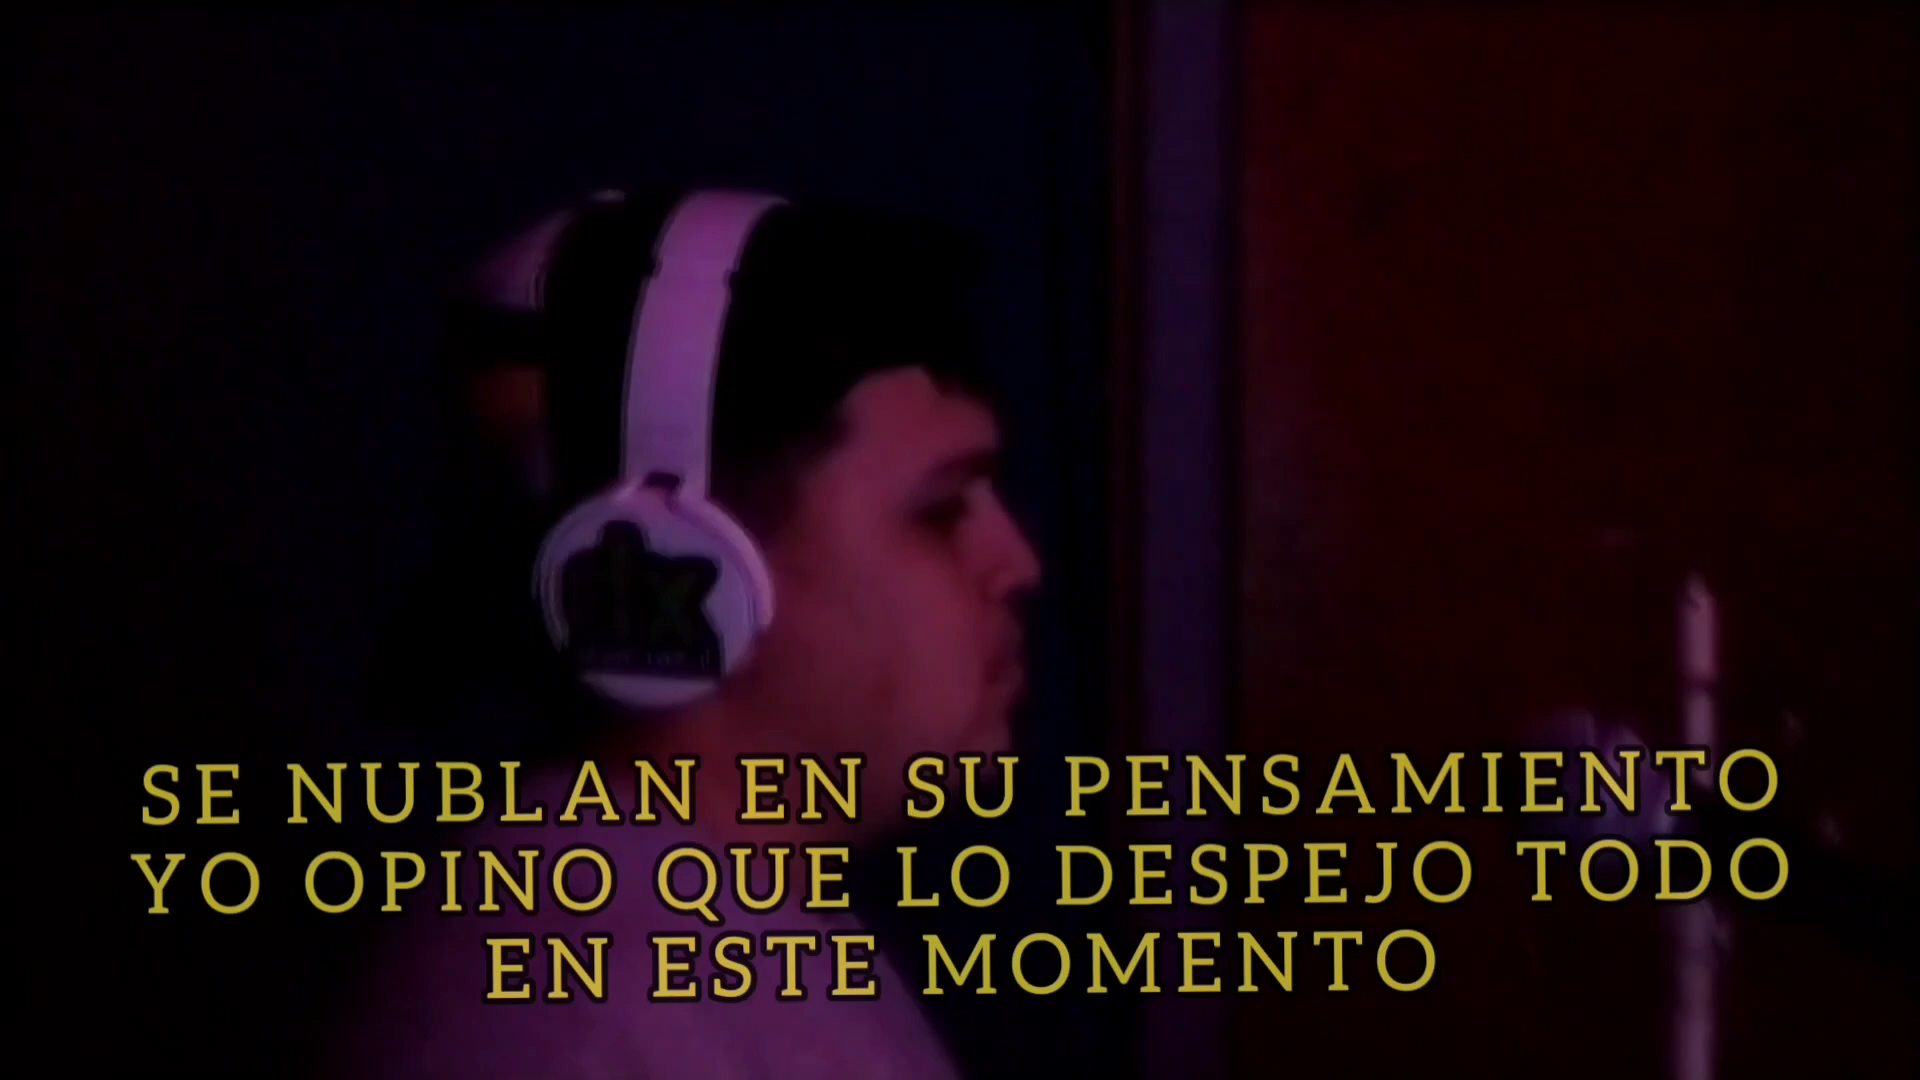 SE NUBLAN EN SU PENSAMIENTO
YO OPINO QUE LO DESPEJO TODO
EN ESTE MOMENTO